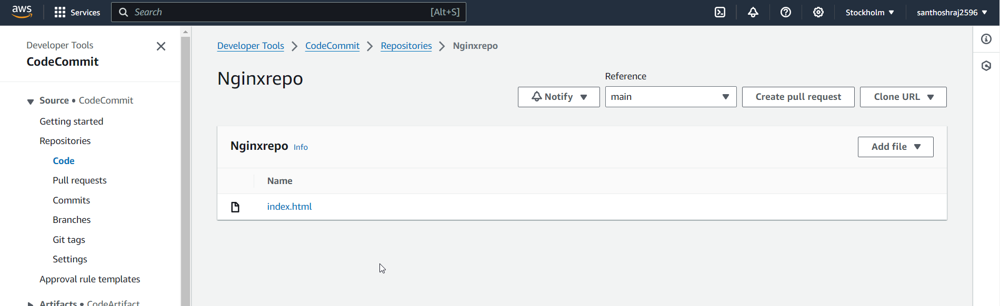 aws
Services
Search
[Alt+S]
Stockholm
santhoshraj2596
Developer Tools
CodeCommit
Source • CodeCommit
Getting started
Repositories
Code
Pull requests
Commits
Branches
Git tags
Settings
Approval rule templates
Artifacts • CodeArtifact
Developer Tools
CodeCommit
Repositories
Nginxrepo
Nginxrepo
Notify
Reference
main
Create pull request
Clone URL
Nginxrepo Info
Add file
Name
index.html